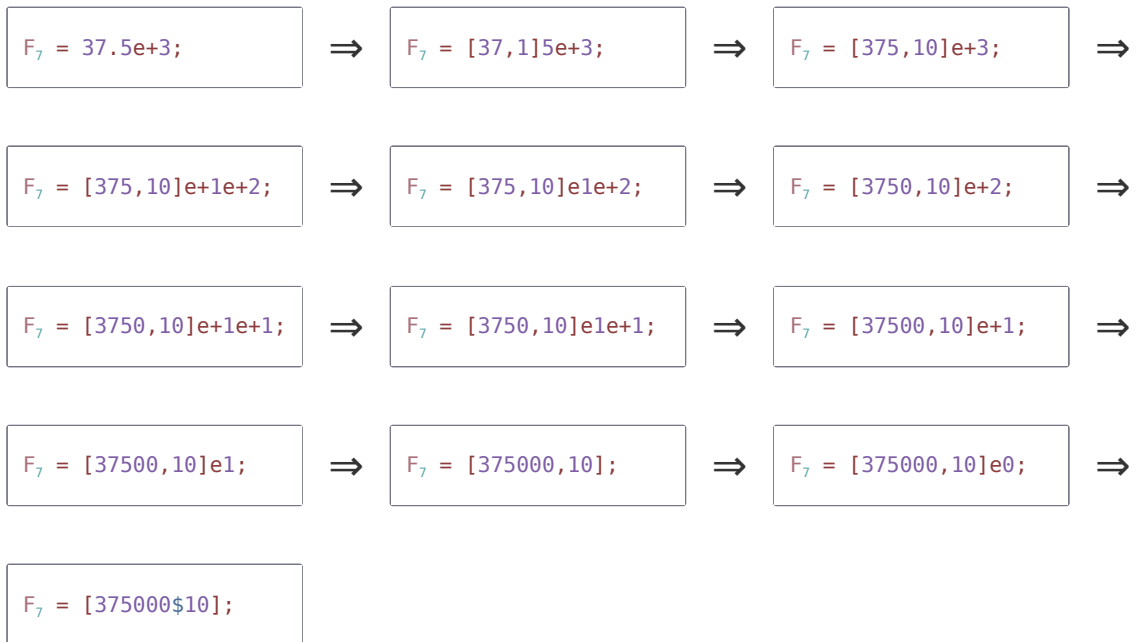 F₇ = 37.5e+3; ⇒ F₇ = [37,1]5e+3; ⇒ F₇ = [375,10]e+3; ⇒
F₇ = [375,10]e+1e+2; ⇒ F₇ = [375,10]e1e+2; ⇒ F₇ = [3750,10]e+2; ⇒
F₇ = [3750,10]e+1e+1; ⇒ F₇ = [3750,10]e1e+1; ⇒ F₇ = [37500,10]e+1; ⇒
F₇ = [37500,10]e1; ⇒ F₇ = [375000,10]; ⇒ F₇ = [375000,10]e0; ⇒
F₇ = [375000$10];